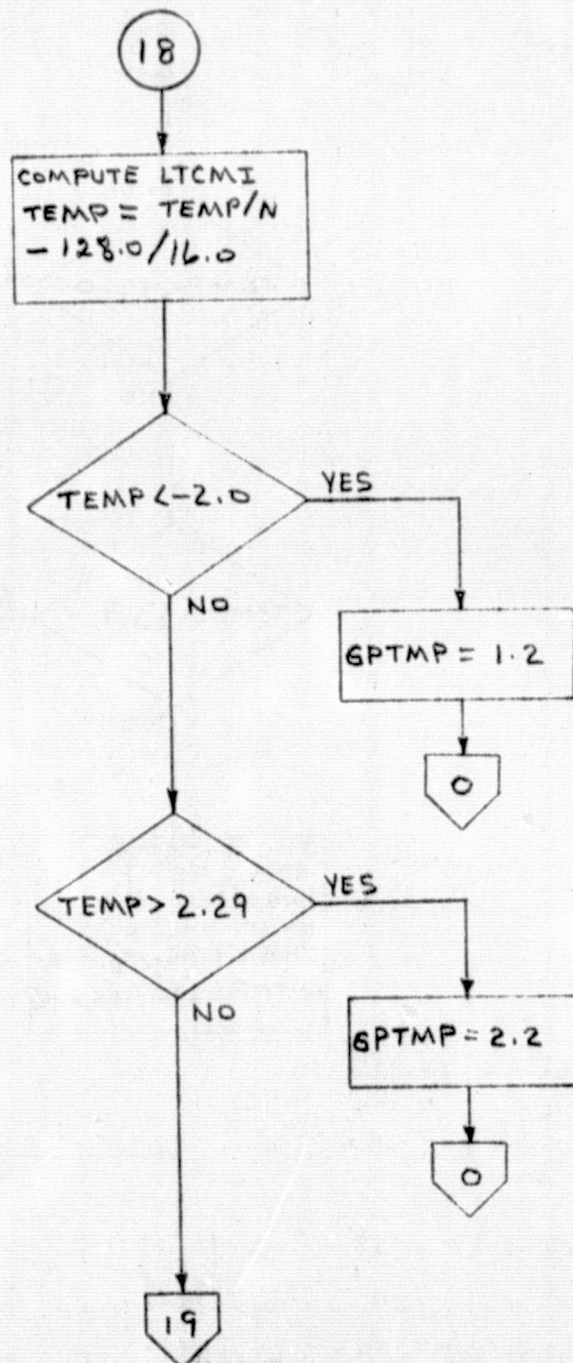 18
COMPUTE LTCMI
TEMP = TEMP/N
- 128.0/16.0
TEMP < -2.0
YES
NO
GPTMP = 1.2
0
TEMP > 2.29
YES
NO
GPTMP = 2.2
0
19